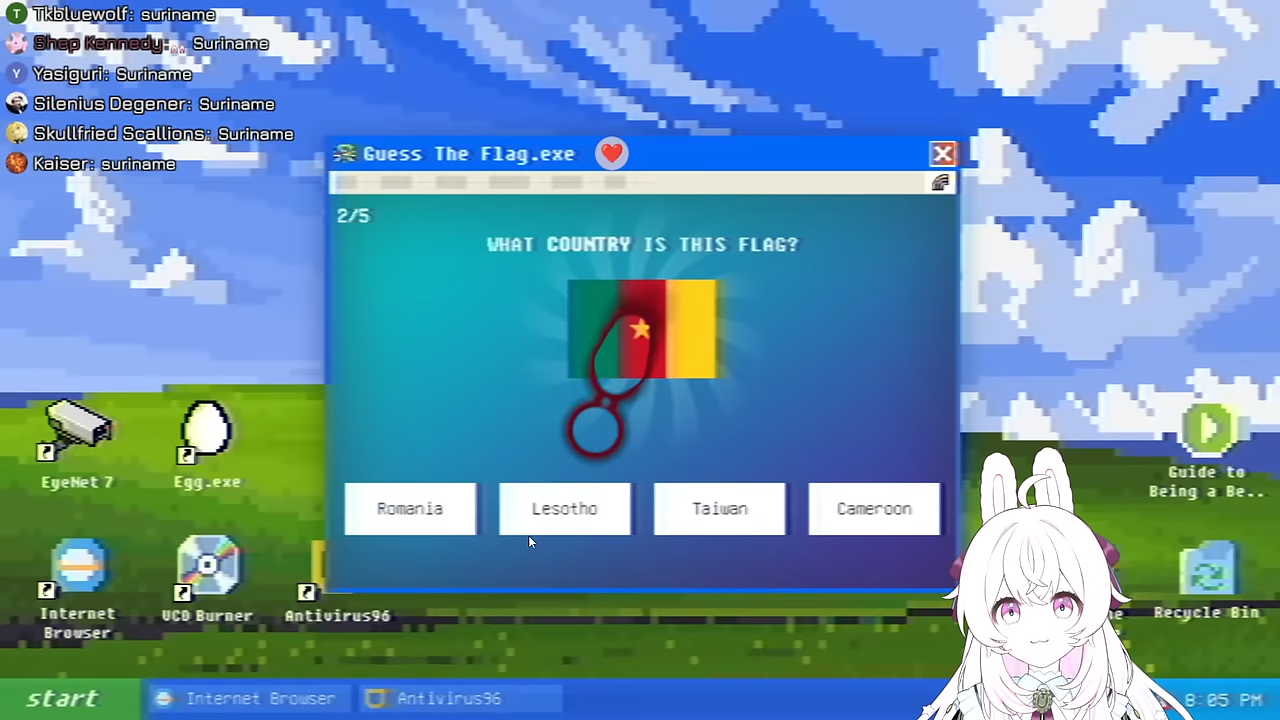 Tkbluewolf: suriname
Shep Kennedy: Suriname
Yasiguri: Suriname
Silenius Degener: Suriname
Skullfried Scallions: Suriname
Kaiser: suriname
Guess The Flag.exe
2/5
WHAT COUNTRY IS THIS FLAG?
Romania
Lesotho
Taiwan
Cameroon
EyeNet 7
Egg.exe
Guide to
Being a Be..
Internet
Browser
VCD Burner
Antivirus96
Recycle Bin
start
Internet Browser
Antivirus96
8:05 PM